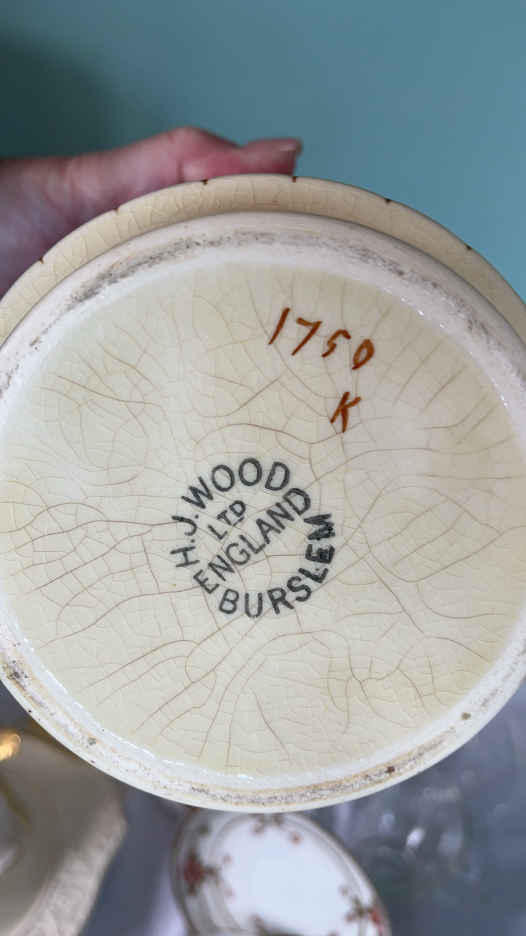 1750
K
H.J. WOOD
LTD
ENGLAND
BURSLEM